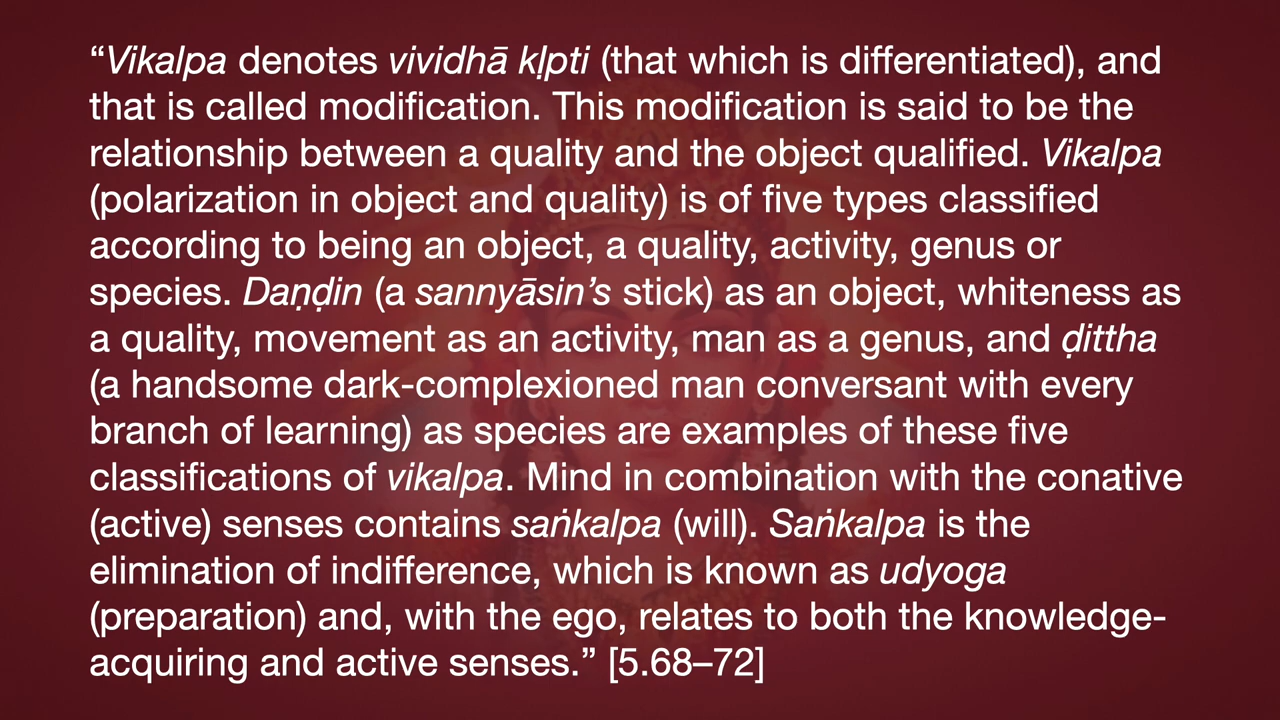 “Vikalpa denotes vividhā kḷpti (that which is differentiated), and
that is called modification. This modification is said to be the
relationship between a quality and the object qualified. Vikalpa
(polarization in object and quality) is of five types classified
according to being an object, a quality, activity, genus or
species. Daṇḍin (a sannyāsin’s stick) as an object, whiteness as
a quality, movement as an activity, man as a genus, and ḍittha
(a handsome dark-complexioned man conversant with every
branch of learning) as species are examples of these five
classifications of vikalpa. Mind in combination with the conative
(active) senses contains saṅkalpa (will). Saṅkalpa is the
elimination of indifference, which is known as udyoga
(preparation) and, with the ego, relates to both the knowledge-
acquiring and active senses.” [5.68–72]